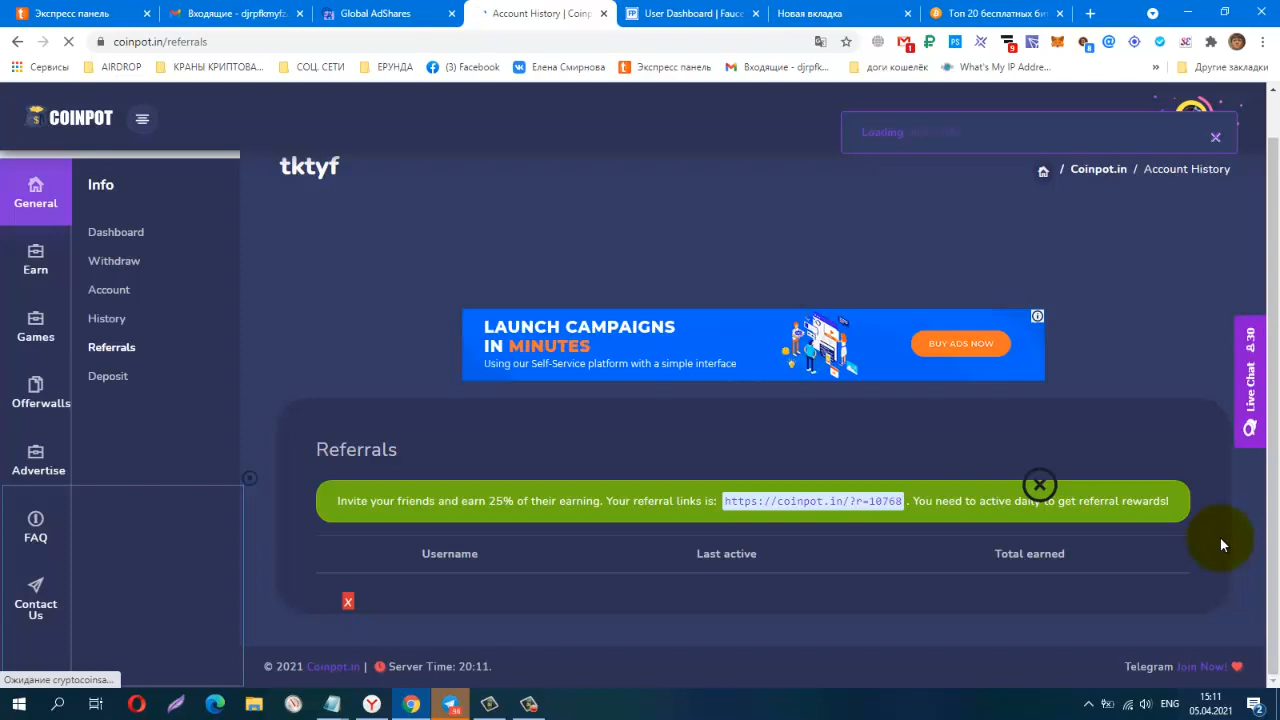 Экспресс панель
Входящие - djrpfkmyfz
Global AdShares
Account History | Coinp
User Dashboard | Fauce
Новая вкладка
Топ 20 бесплатных би
coinpot.in/referrals
Сервисы
AIRDROP
КРАНЫ КРИПТОВА...
СОЦ. СЕТИ
ЕРУНДА
(3) Facebook
Елена Смирнова
Экспресс панель
Входящие - djrpfk...
доги кошелёк
What's My IP Addre...
Другие закладки
COINPOT
Loading
tktyf
/ Coinpot.in / Account History
General
Earn
Games
Offerwalls
Advertise
FAQ
Contact
Us
Info
Dashboard
Withdraw
Account
History
Referrals
Deposit
LAUNCH CAMPAIGNS
IN MINUTES
Using our Self-Service platform with a simple interface
BUY ADS NOW
Live Chat 30
Referrals
Invite your friends and earn 25% of their earning. Your referral links is: https://coinpot.in/?r=10768 . You need to active daily to get referral rewards!
Username Last active Total earned
X
© 2021 Coinpot.in | Server Time: 20:11.
Telegram Join Now!
Ожидание cryptocoinsa...
ENG
15:11
05.04.2021